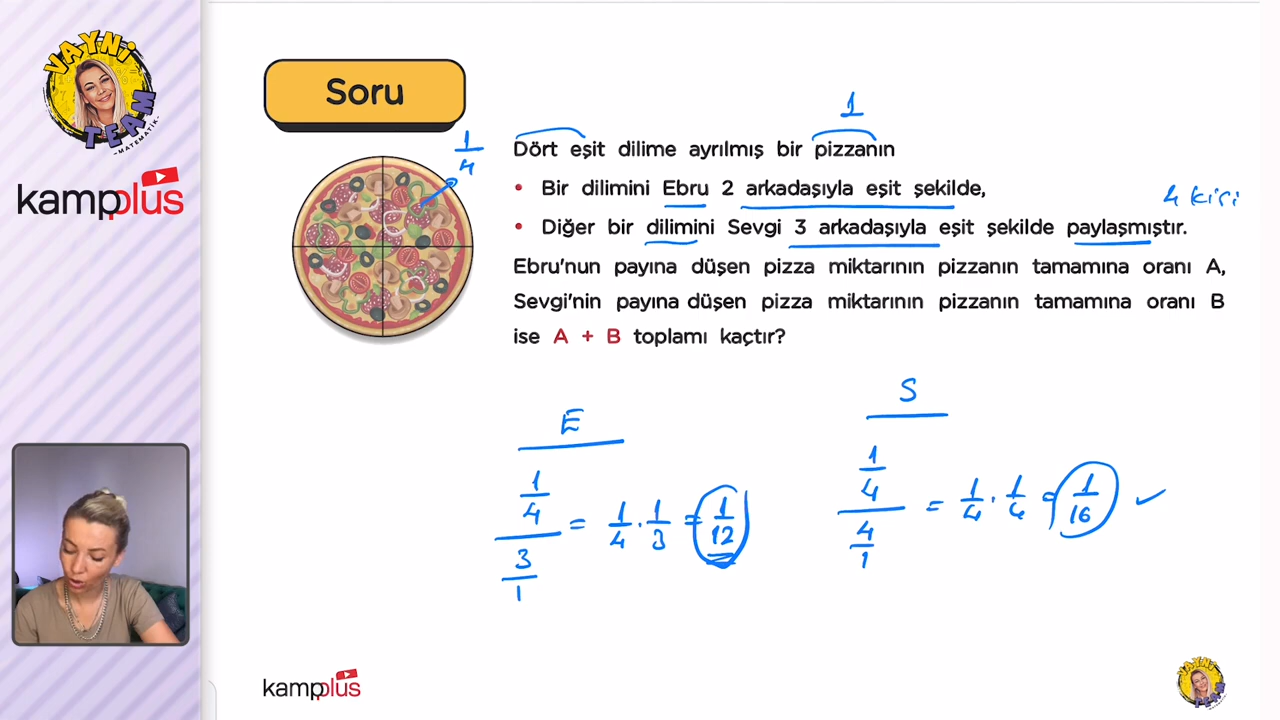 VAYNİ
TEAM
-MATEMATİK-
kampplus
Soru
1
1/4
Dört eşit dilime ayrılmış bir pizzanın
• Bir dilimini Ebru 2 arkadaşıyla eşit şekilde,
4 kişi
• Diğer bir dilimini Sevgi 3 arkadaşıyla eşit şekilde paylaşmıştır.
Ebru'nun payına düşen pizza miktarının pizzanın tamamına oranı A,
Sevgi'nin payına düşen pizza miktarının pizzanın tamamına oranı B
ise A + B toplamı kaçtır?
E
(1/4)/(3/1) = 1/4 · 1/3 = 1/12
S
(1/4)/(4/1) = 1/4 · 1/4 = 1/16 ✓
kampplus
VAYNİ
TEAM